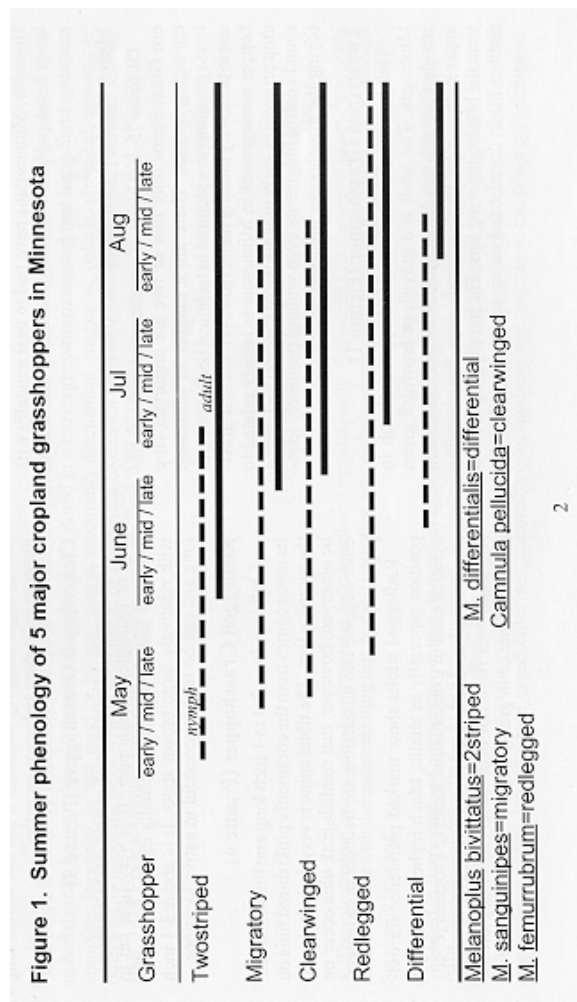 Figure 1. Summer phenology of 5 major cropland grasshoppers in Minnesota
May June Jul Aug
Grasshopper early / mid / late early / mid / late early / mid / late early / mid / late
nymph adult
Twostriped
Migratory
Clearwinged
Redlegged
Differential
Melanoplus bivittatus=2striped M. differentialis=differential
M. sanguinipes=migratory Camnula pellucida=clearwinged
M. femurrubrum=redlegged
2